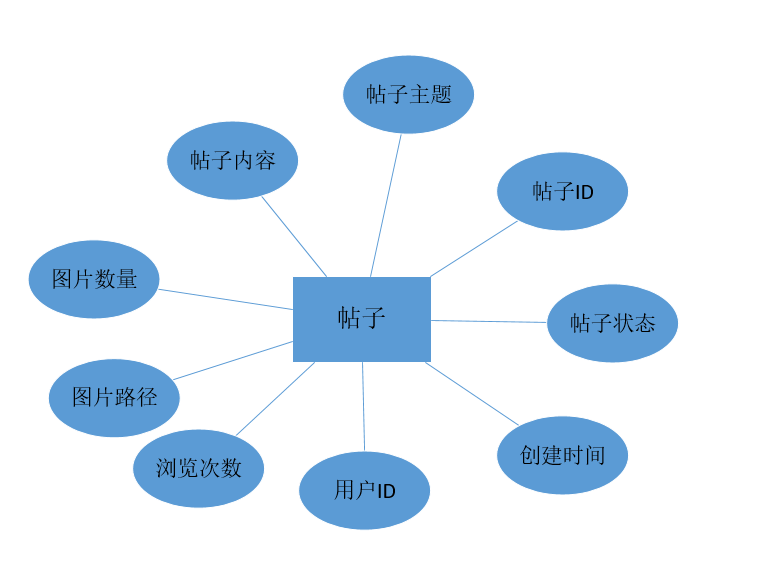 帖子主题
帖子内容
帖子ID
图片数量
帖子
帖子状态
图片路径
浏览次数
创建时间
用户ID